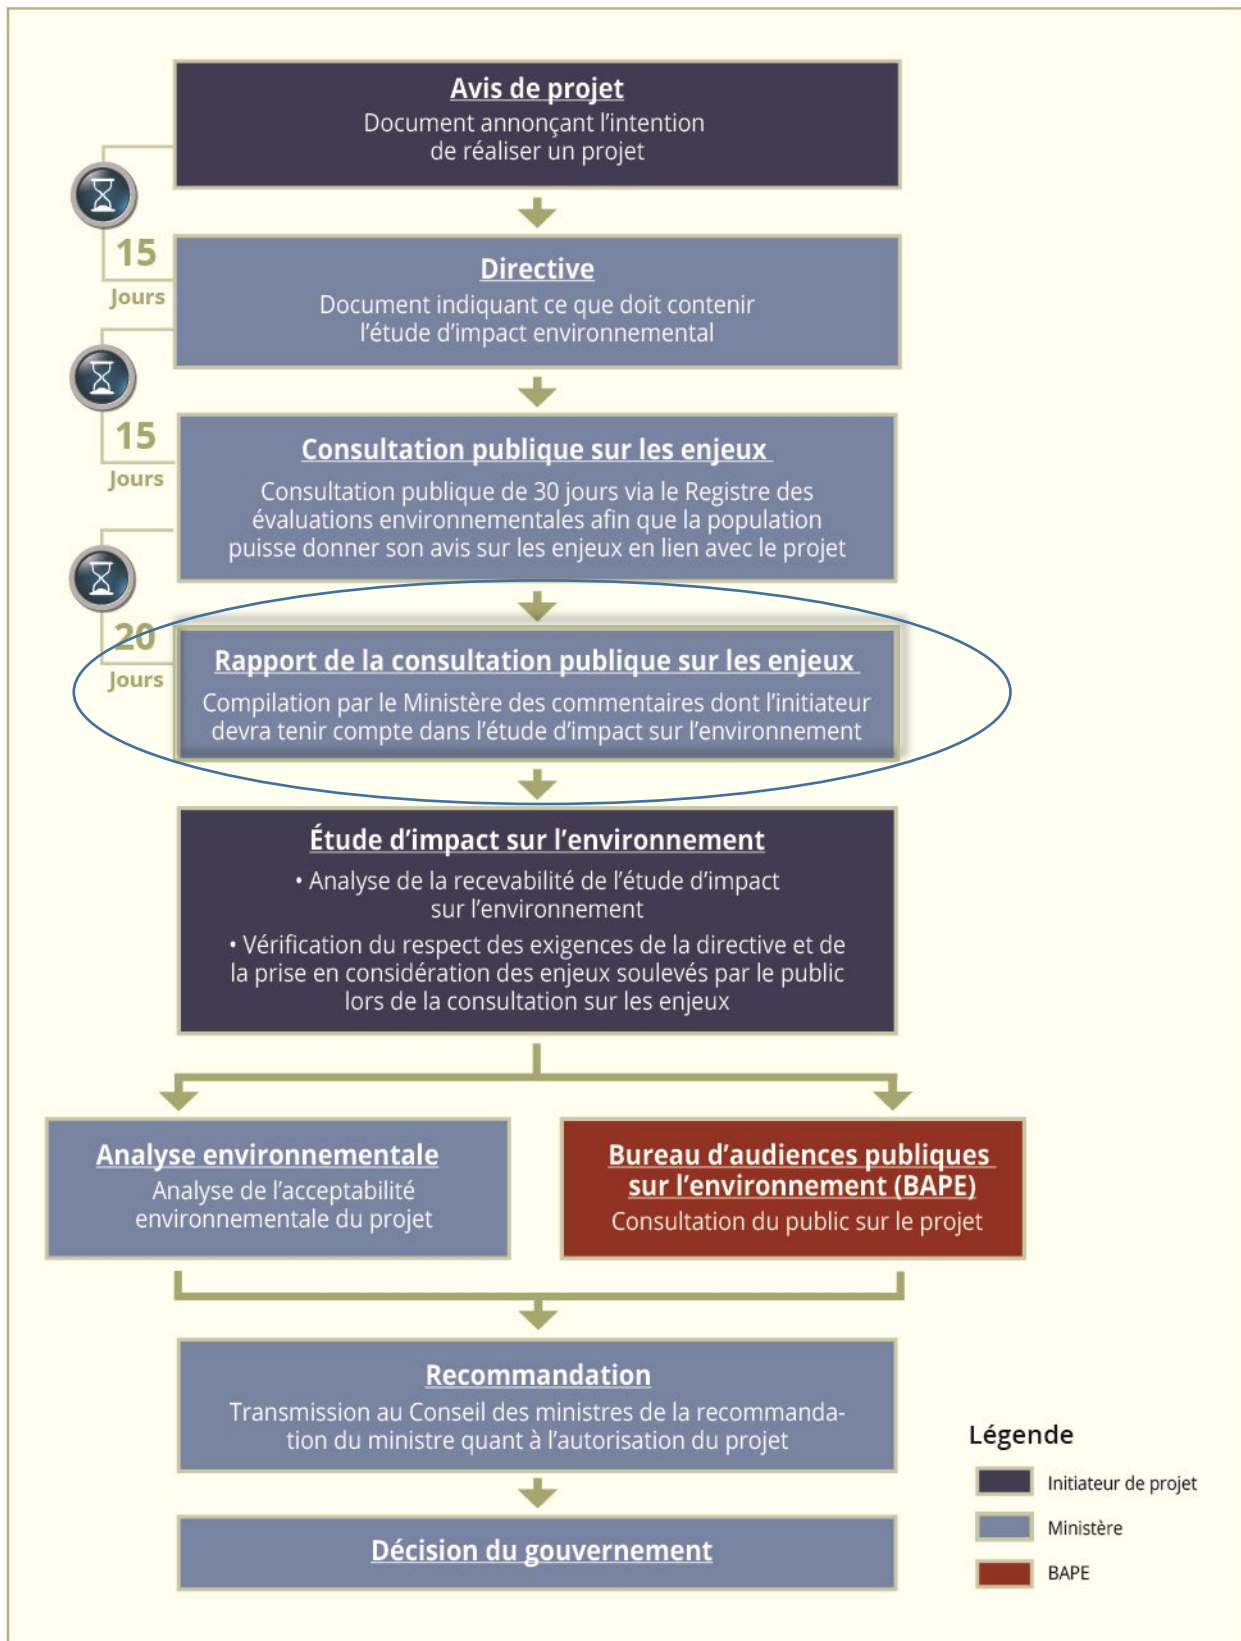 Avis de projet
Document annonçant l’intention
de réaliser un projet
15
Jours
Directive
Document indiquant ce que doit contenir
l’étude d’impact environnemental
15
Jours
Consultation publique sur les enjeux
Consultation publique de 30 jours via le Registre des
évaluations environnementales afin que la population
puisse donner son avis sur les enjeux en lien avec le projet
20
Jours
Rapport de la consultation publique sur les enjeux
Compilation par le Ministère des commentaires dont l’initiateur
devra tenir compte dans l’étude d’impact sur l’environnement
Étude d’impact sur l’environnement
• Analyse de la recevabilité de l’étude d’impact
sur l’environnement
• Vérification du respect des exigences de la directive et de
la prise en considération des enjeux soulevés par le public
lors de la consultation sur les enjeux
Analyse environnementale
Analyse de l’acceptabilité
environnementale du projet
Bureau d’audiences publiques
sur l’environnement (BAPE)
Consultation du public sur le projet
Recommandation
Transmission au Conseil des ministres de la recommanda-
tion du ministre quant à l’autorisation du projet
Décision du gouvernement
Légende
Initiateur de projet
Ministère
BAPE